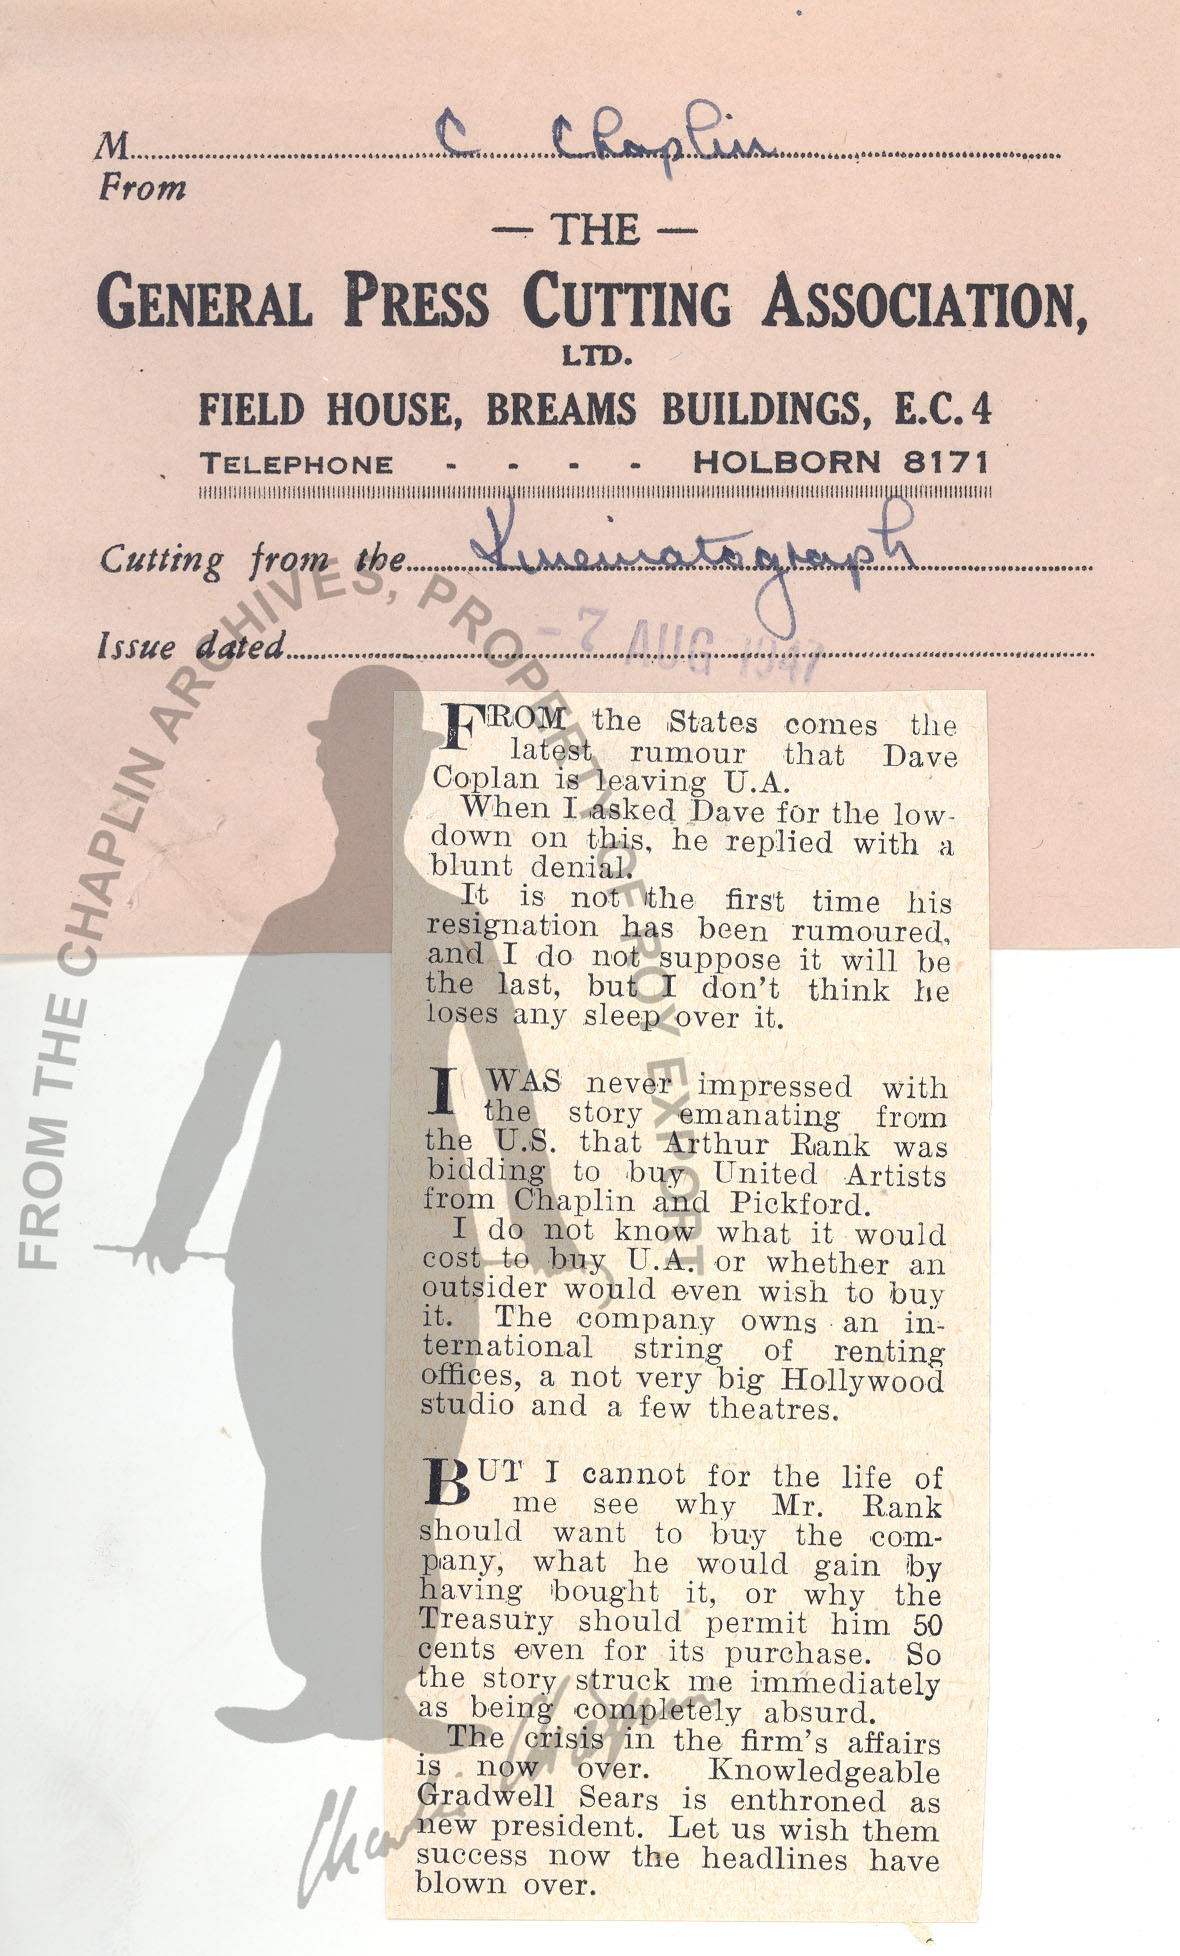 M. C Chaplin
From
— THE —
GENERAL PRESS CUTTING ASSOCIATION,
LTD.
FIELD HOUSE, BREAMS BUILDINGS, E.C.4
TELEPHONE - - - - HOLBORN 8171
Cutting from the Kinematograph
Issue dated -7 AUG 1947
FROM THE CHAPLIN ARCHIVES, PROPERTY OF ROY EXPORT
FROM the States comes the
latest rumour that Dave
Coplan is leaving U.A.
When I asked Dave for the low-
down on this, he replied with a
blunt denial.
It is not the first time his
resignation has been rumoured,
and I do not suppose it will be
the last, but I don't think he
loses any sleep over it.
I WAS never impressed with
the story emanating from
the U.S. that Arthur Rank was
bidding to buy United Artists
from Chaplin and Pickford.
I do not know what it would
cost to buy U.A. or whether an
outsider would even wish to buy
it. The company owns an in-
ternational string of renting
offices, a not very big Hollywood
studio and a few theatres.
BUT I cannot for the life of
me see why Mr. Rank
should want to buy the com-
pany, what he would gain by
having bought it, or why the
Treasury should permit him 50
cents even for its purchase. So
the story struck me immediately
as being completely absurd.
The crisis in the firm's affairs
is now over. Knowledgeable
Gradwell Sears is enthroned as
new president. Let us wish them
success now the headlines have
blown over.
Charlie Chaplin